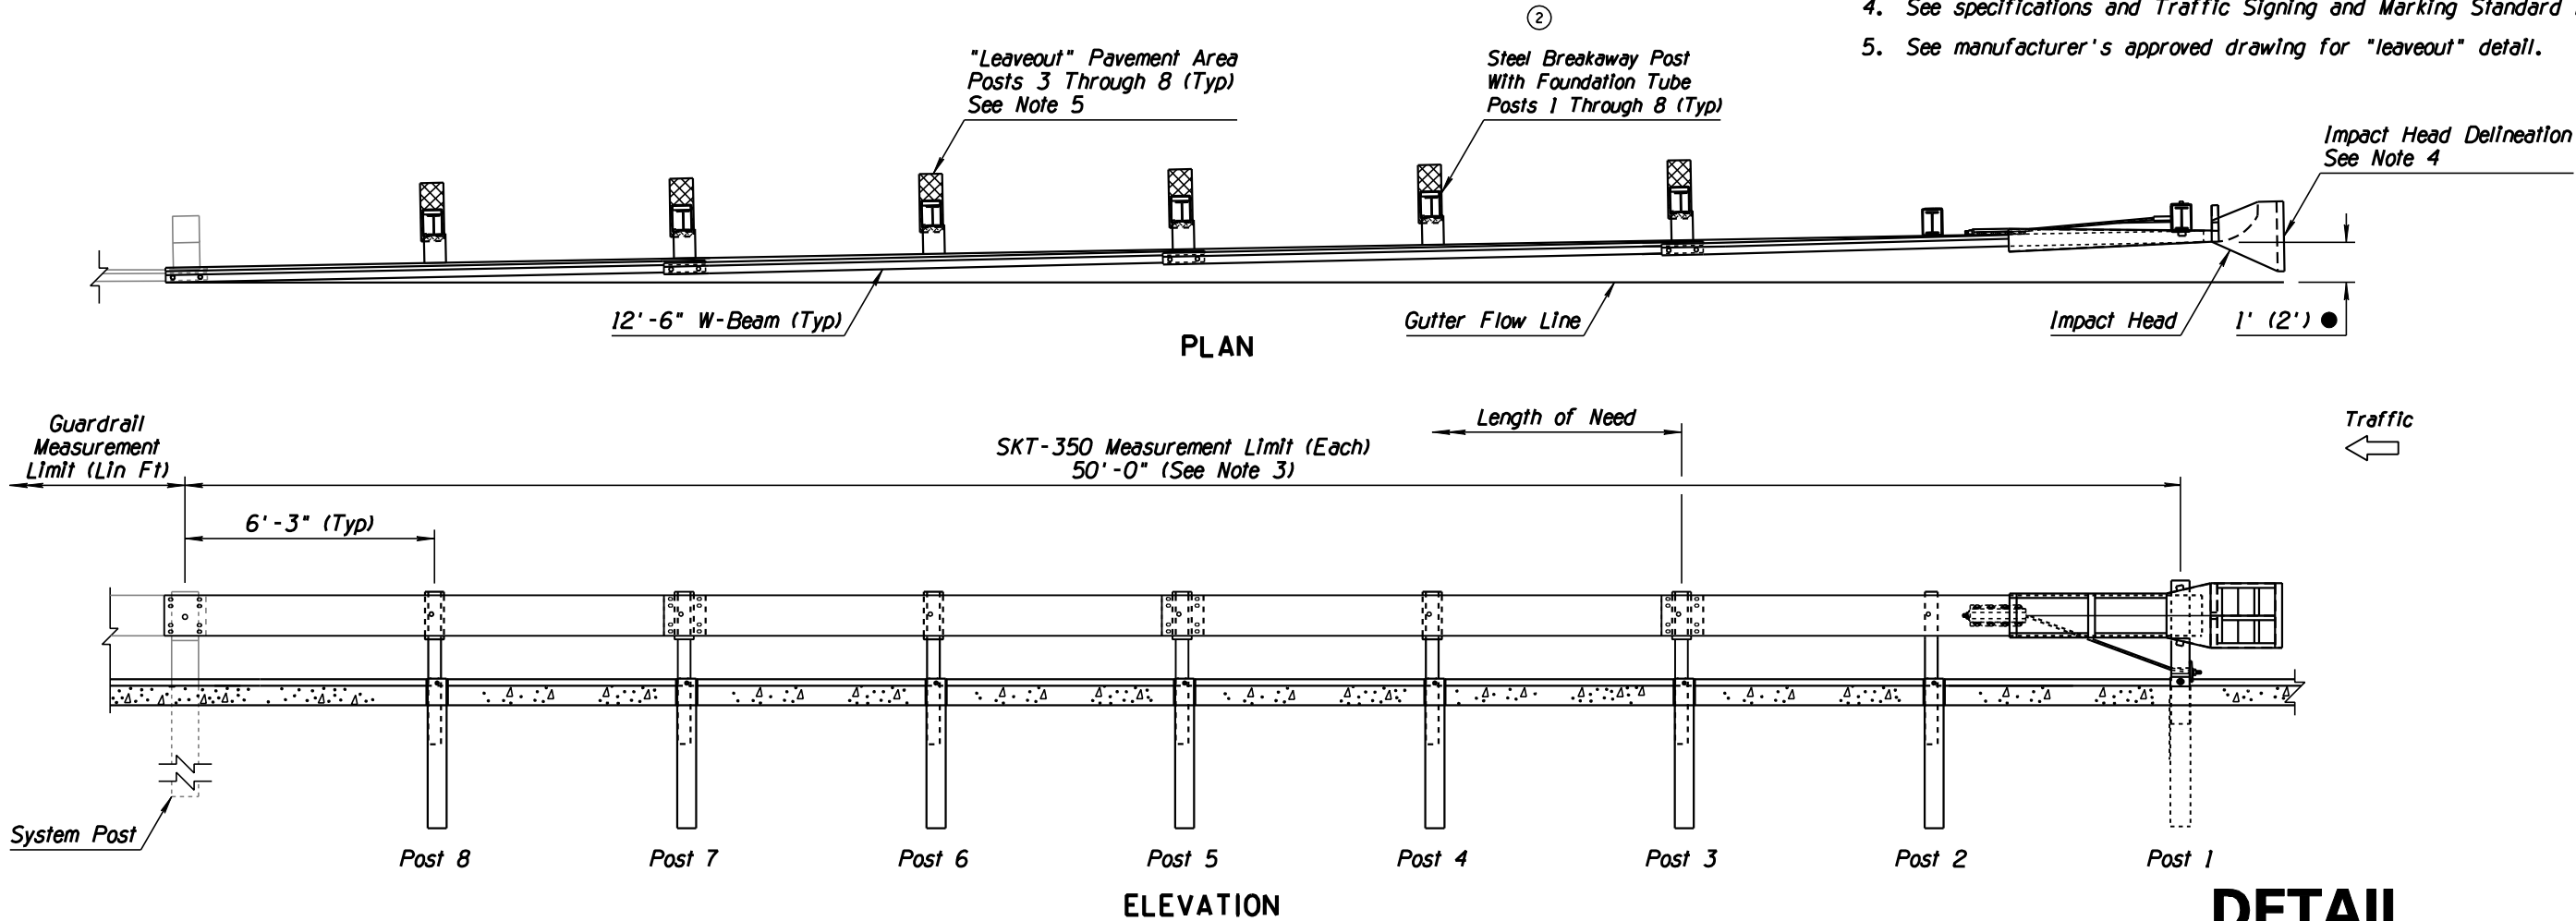 ②
4. See specifications and Traffic Signing and Marking Standard
5. See manufacturer's approved drawing for "leaveout" detail.
"Leaveout" Pavement Area
Posts 3 Through 8 (Typ)
See Note 5
Steel Breakaway Post
With Foundation Tube
Posts 1 Through 8 (Typ)
Impact Head Delineation
See Note 4
12'-6" W-Beam (Typ)
Gutter Flow Line
Impact Head
1' (2') ●
PLAN
Guardrail
Measurement
Limit (Lin Ft)
SKT-350 Measurement Limit (Each)
50'-0" (See Note 3)
Length of Need
Traffic
6'-3" (Typ)
System Post
Post 8
Post 7
Post 6
Post 5
Post 4
Post 3
Post 2
Post 1
ELEVATION
DETAIL